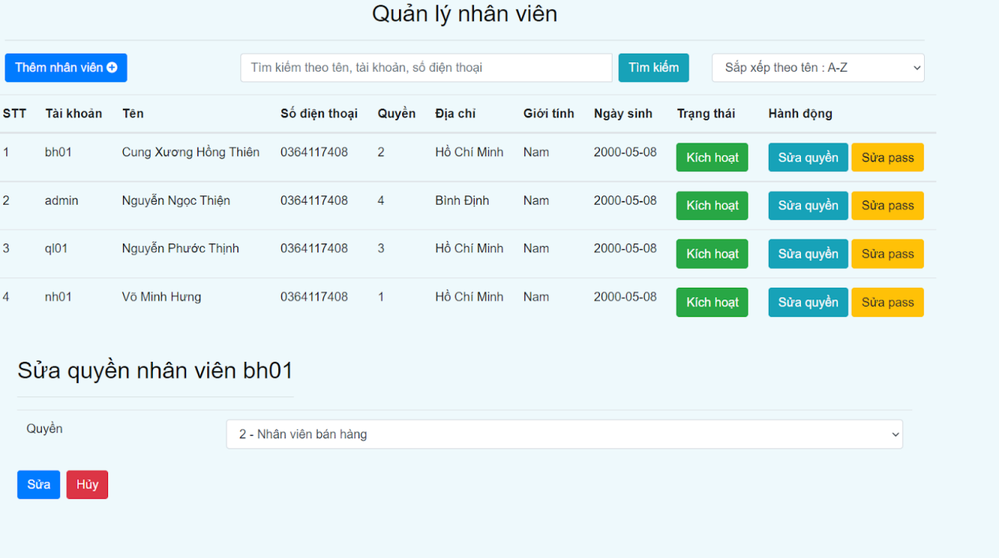 Quản lý nhân viên
Thêm nhân viên
Tìm kiếm theo tên, tài khoản, số điện thoại
Tìm kiếm
Sắp xếp theo tên : A-Z
STT Tài khoản Tên Số điện thoại Quyền Địa chỉ Giới tính Ngày sinh Trạng thái Hành động
1 bh01 Cung Xương Hồng Thiên 0364117408 2 Hồ Chí Minh Nam 2000-05-08 Kích hoạt Sửa quyền Sửa pass
2 admin Nguyễn Ngọc Thiện 0364117408 4 Bình Định Nam 2000-05-08 Kích hoạt Sửa quyền Sửa pass
3 ql01 Nguyễn Phước Thịnh 0364117408 3 Hồ Chí Minh Nam 2000-05-08 Kích hoạt Sửa quyền Sửa pass
4 nh01 Võ Minh Hưng 0364117408 1 Hồ Chí Minh Nam 2000-05-08 Kích hoạt Sửa quyền Sửa pass
Sửa quyền nhân viên bh01
Quyền 2 - Nhân viên bán hàng
Sửa Hủy